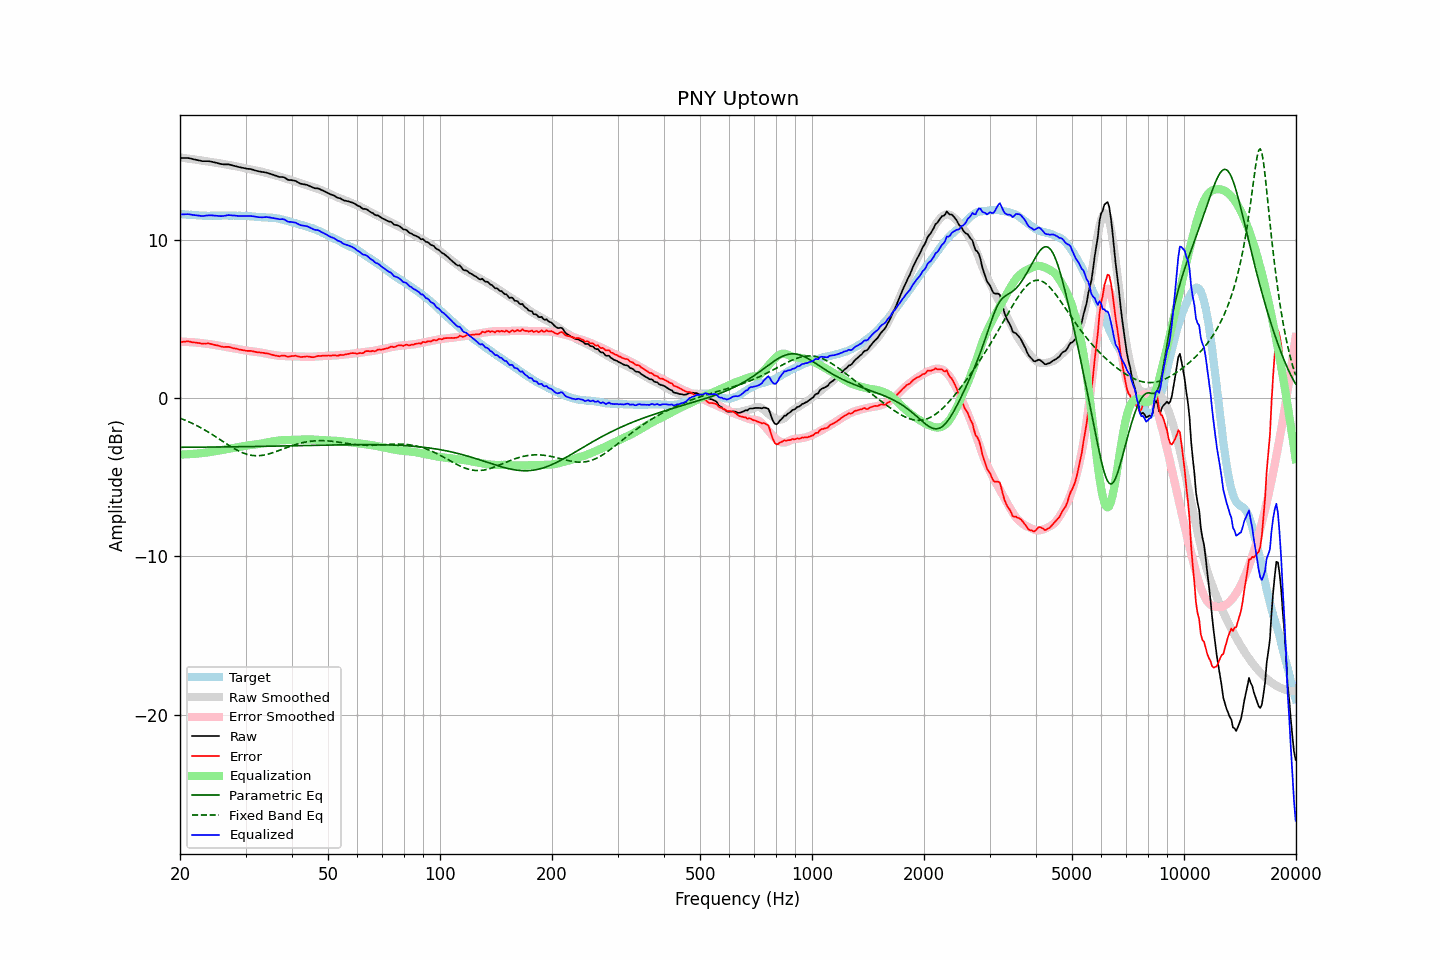 PNY Uptown
Amplitude (dBr)
10
0
−10
−20
Target
Raw Smoothed
Error Smoothed
Raw
Error
Equalization
Parametric Eq
Fixed Band Eq
Equalized
20 50 100 200 500 1000 2000 5000 10000 20000
Frequency (Hz)